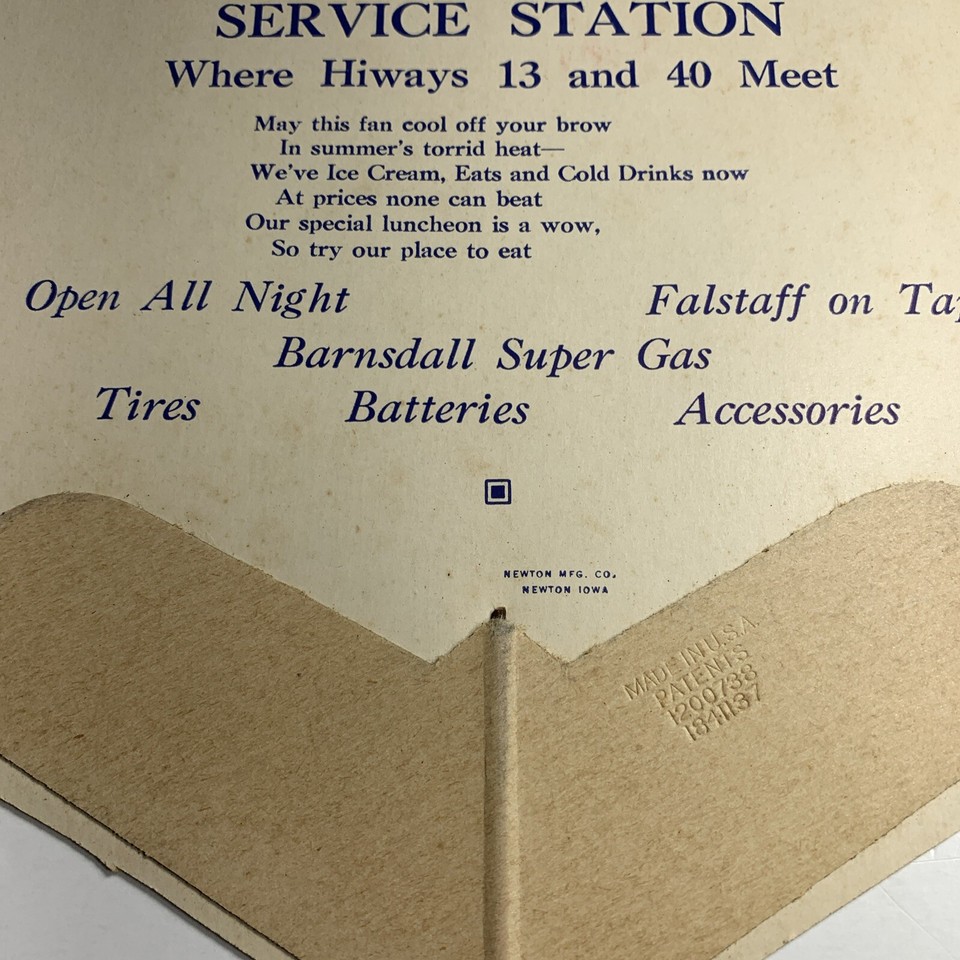 SERVICE STATION
Where Hiways 13 and 40 Meet
May this fan cool off your brow
In summer's torrid heat—
We've Ice Cream, Eats and Cold Drinks now
At prices none can beat
Our special luncheon is a wow,
So try our place to eat
Open All Night Falstaff on Tap
Barnsdall Super Gas
Tires Batteries Accessories
NEWTON MFG. CO.
NEWTON IOWA
MADE IN U.S.A.
PATENTS
1200738
1841137